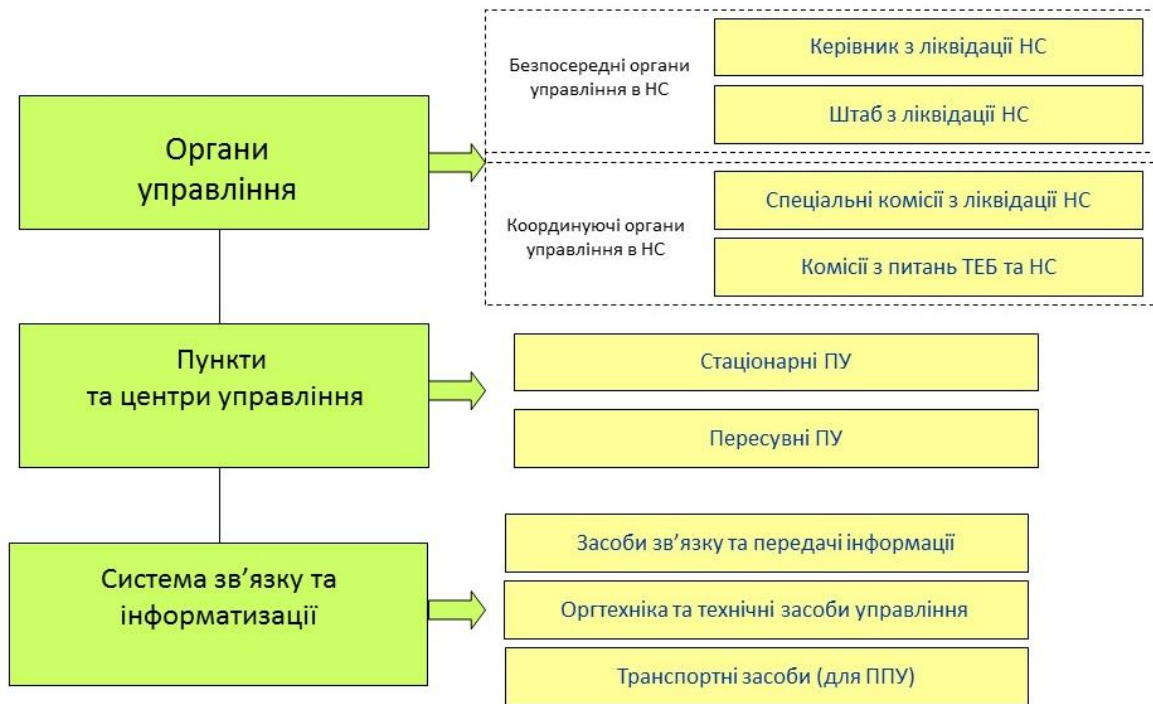 Органи
управління
Безпосередні органи
управління в НС
Керівник з ліквідації НС
Штаб з ліквідації НС
Координуючі органи
управління в НС
Спеціальні комісії з ліквідації НС
Комісії з питань ТЕБ та НС
Пункти
та центри управління
Стаціонарні ПУ
Пересувні ПУ
Система зв’язку та
інформатизації
Засоби зв’язку та передачі інформації
Оргтехніка та технічні засоби управління
Транспортні засоби (для ППУ)